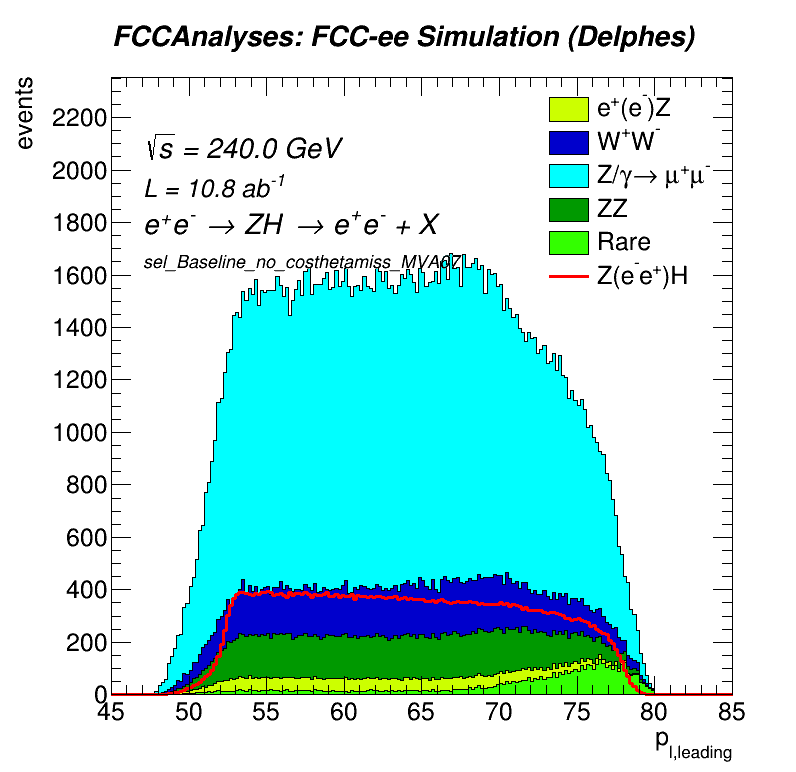 FCCAnalyses: FCC-ee Simulation (Delphes)
events
√s = 240.0 GeV
L = 10.8 ab⁻¹
e⁺e⁻ → ZH → e⁺e⁻ + X
sel_Baseline_no_costhetamiss_MVA07
e⁺(e⁻)Z
W⁺W⁻
Z/γ→ μ⁺μ⁻
ZZ
Rare
Z(e⁻e⁺)H
2200
2000
1800
1600
1400
1200
1000
800
600
400
200
0
45 50 55 60 65 70 75 80 85
p_l,leading